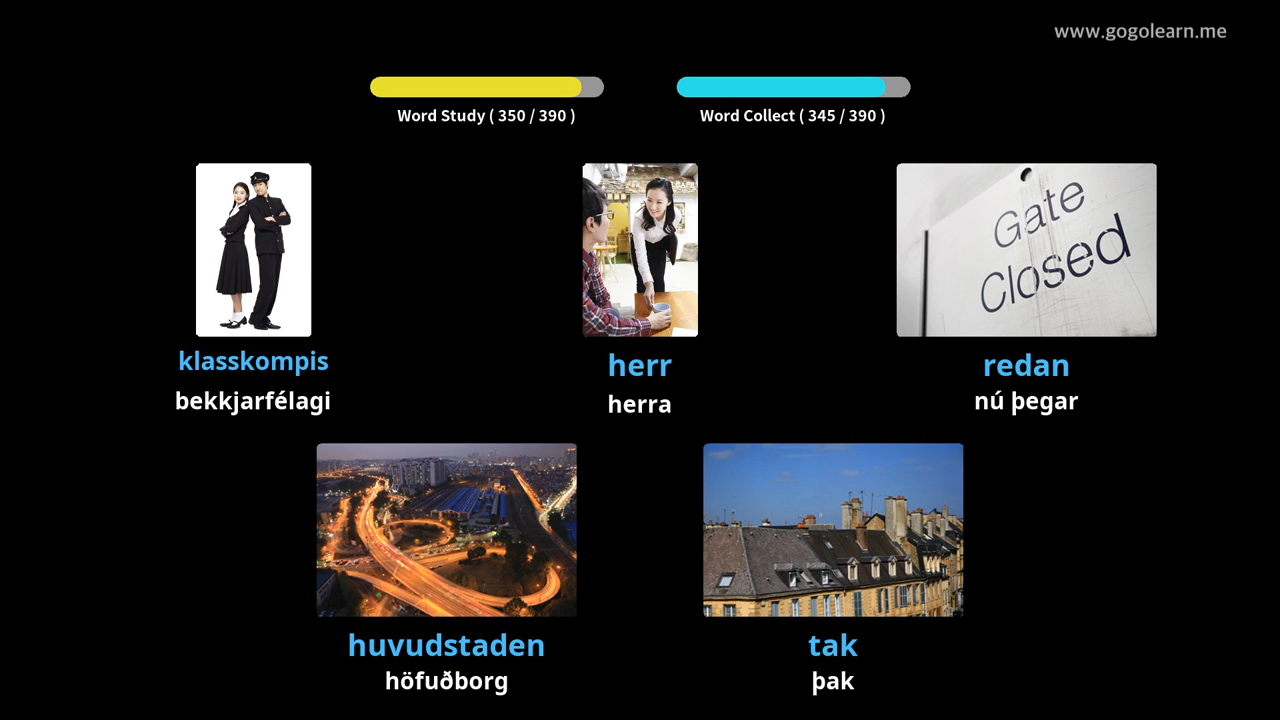 www.gogolearn.me
Word Study ( 350 / 390 )
Word Collect ( 345 / 390 )
Gate
Closed
klasskompis
bekkjarfélagi
herr
herra
redan
nú þegar
huvudstaden
höfuðborg
tak
þak